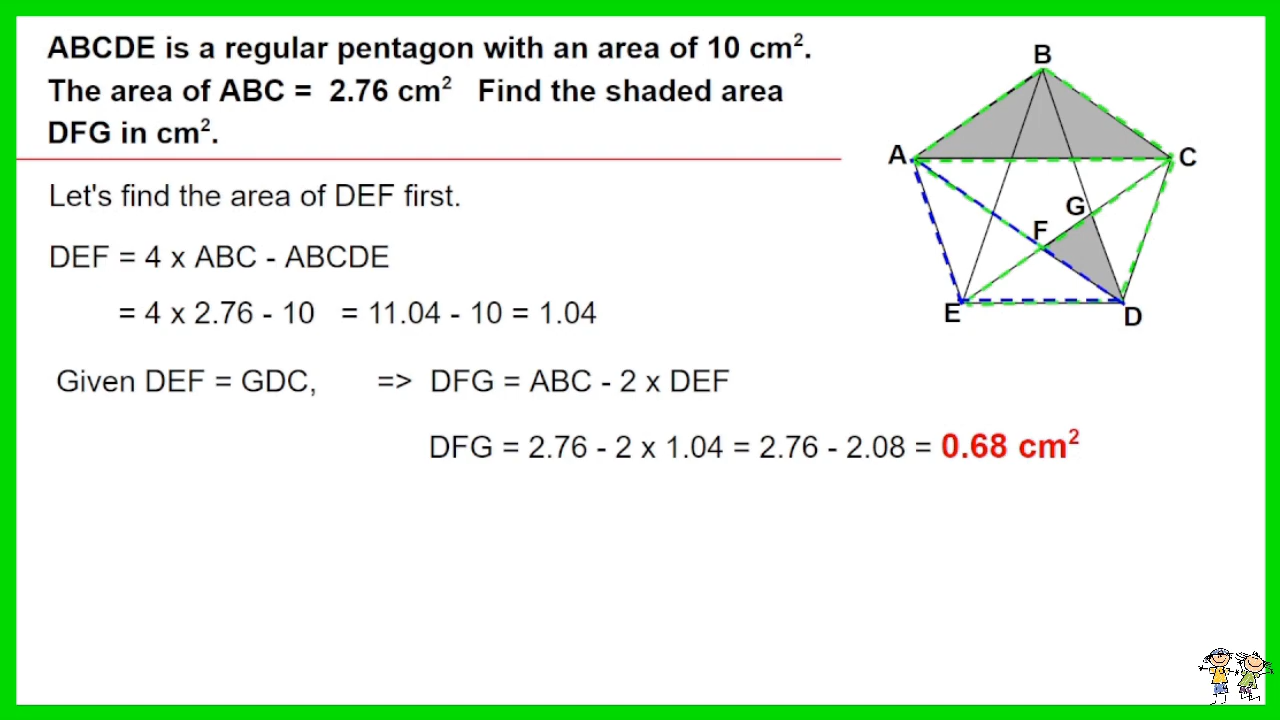 ABCDE is a regular pentagon with an area of 10 cm².
The area of ABC = 2.76 cm² Find the shaded area
DFG in cm².
Let's find the area of DEF first.
DEF = 4 x ABC - ABCDE
= 4 x 2.76 - 10 = 11.04 - 10 = 1.04
Given DEF = GDC, => DFG = ABC - 2 x DEF
DFG = 2.76 - 2 x 1.04 = 2.76 - 2.08 = 0.68 cm²
B
A
C
G
F
E
D